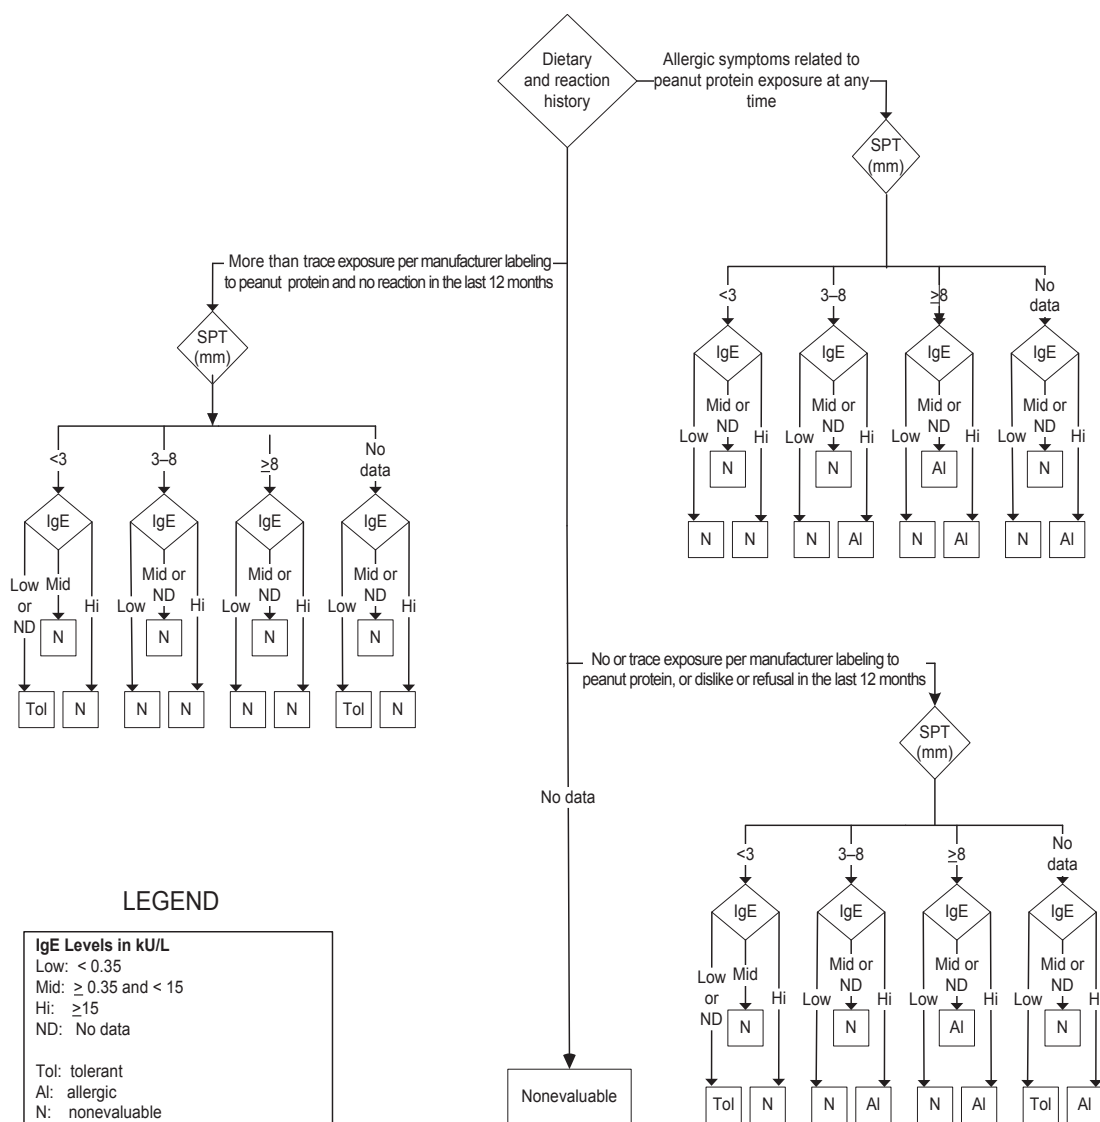 Dietary
and reaction
history
Allergic symptoms related to
peanut protein exposure at any
time
SPT
(mm)
<3
3–8
≥8
No
data
IgE
IgE
IgE
IgE
Mid or
ND
Mid or
ND
Mid or
ND
Mid or
ND
Low
Hi
Low
Hi
Low
Hi
Low
Hi
N
N
Al
N
N
N
N
Al
N
Al
N
Al
More than trace exposure per manufacturer labeling
to peanut protein and no reaction in the last 12 months
SPT
(mm)
<3
3–8
≥8
No
data
IgE
IgE
IgE
IgE
Low
or
ND
Mid
Hi
Mid or
ND
Low
Hi
Mid or
ND
Low
Hi
Mid or
ND
Low
Hi
N
N
N
N
Tol
N
N
N
N
N
Tol
N
No or trace exposure per manufacturer labeling to
peanut protein, or dislike or refusal in the last 12 months
SPT
(mm)
<3
3–8
≥8
No
data
IgE
IgE
IgE
IgE
Low
or
ND
Mid
Hi
Mid or
ND
Low
Hi
Mid or
ND
Low
Hi
Mid or
ND
Low
H
N
N
Al
N
Tol
N
N
Al
N
Al
Tol
Al
No data
Nonevaluable
LEGEND
IgE Levels in kU/L
Low: < 0.35
Mid: ≥ 0.35 and < 15
Hi: ≥15
ND: No data
Tol: tolerant
Al: allergic
N: nonevaluable